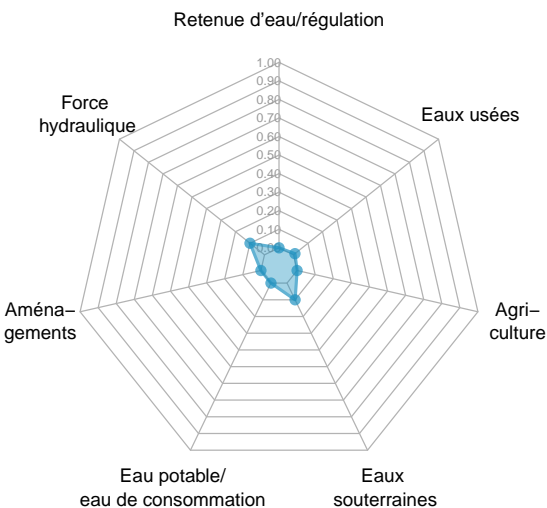 Retenue d'eau/régulation
1.00
0.90
0.80
0.70
0.60
0.50
0.40
0.30
0.20
0.10
0.00
Force
hydraulique
Eaux usées
Aména–
gements
Agri–
culture
Eau potable/
eau de consommation
Eaux
souterraines